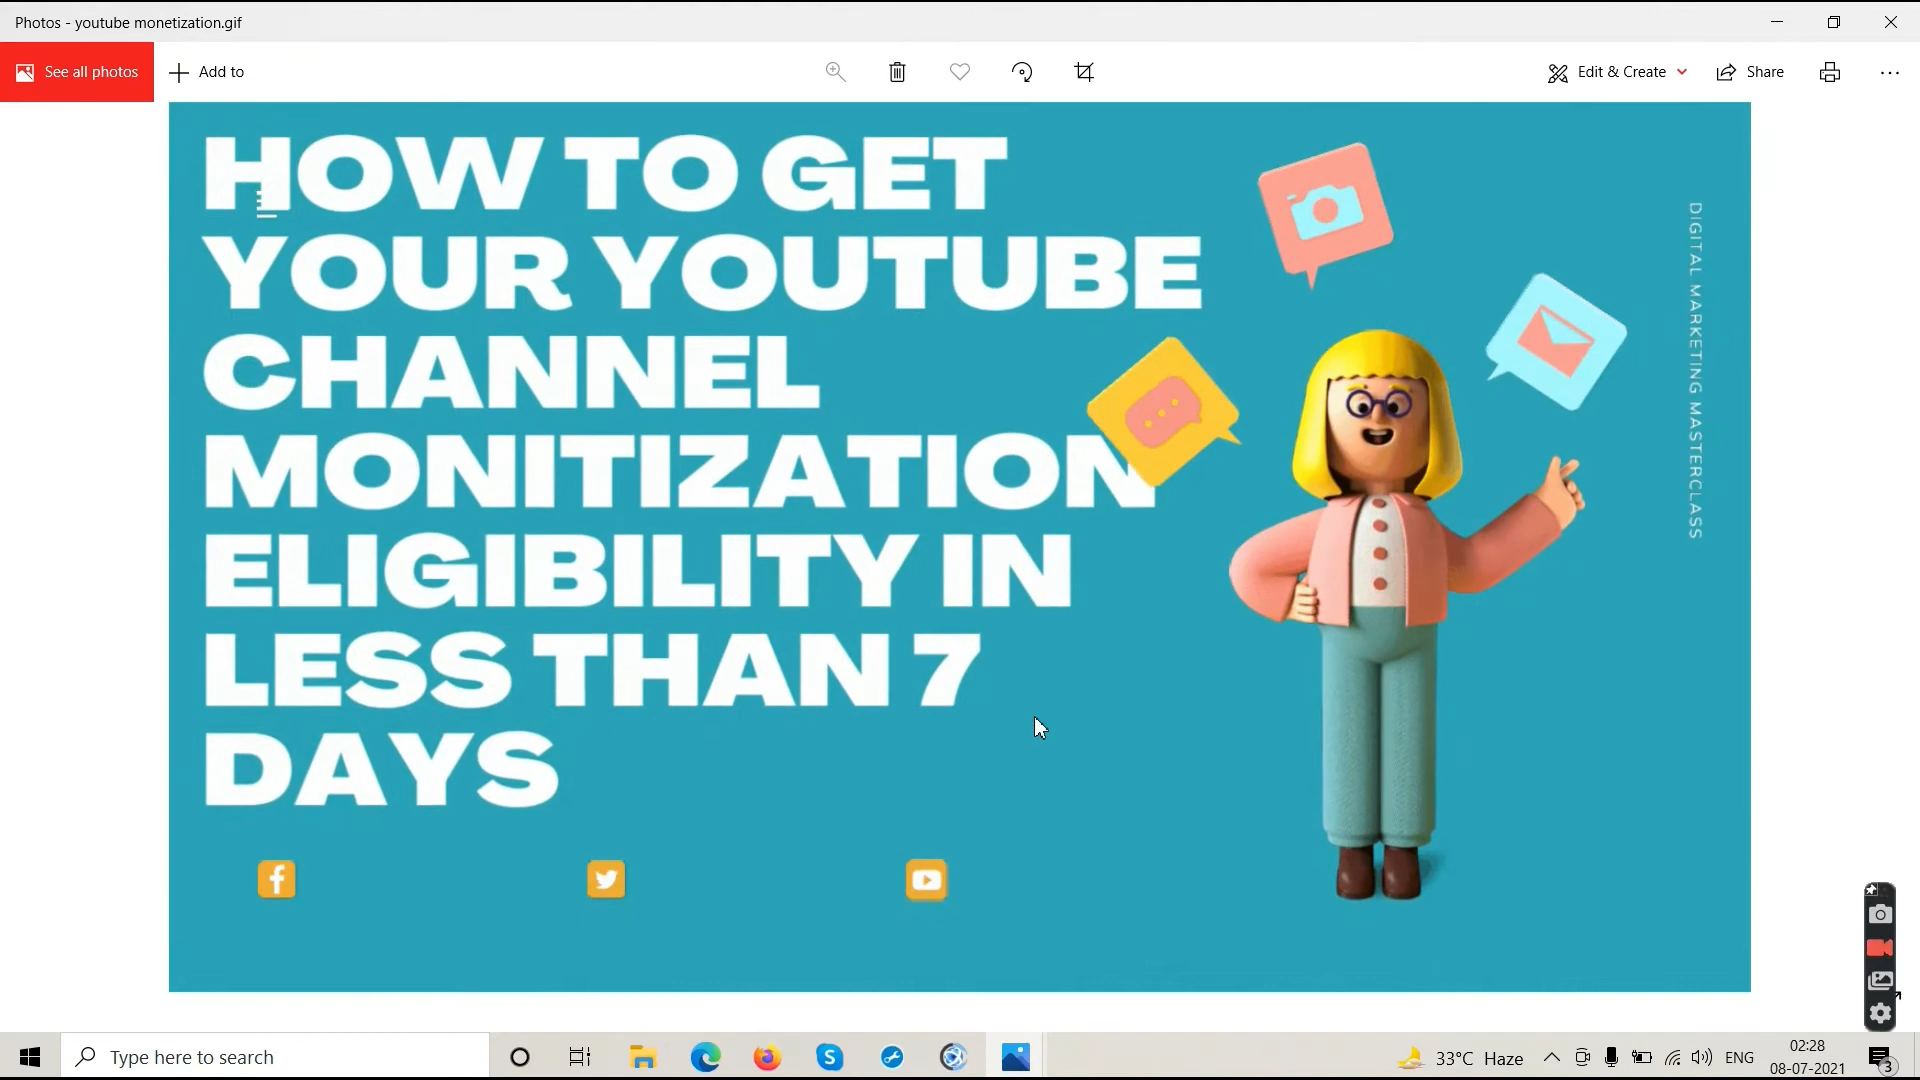 Photos - youtube monetization.gif
See all photos
Add to
Edit & Create
Share
HOW TO GET
YOUR YOUTUBE
CHANNEL
MONITIZATION
ELIGIBILITY IN
LESS THAN 7
DAYS
DIGITAL MARKETING MASTERCLASS
Type here to search
33°C Haze
ENG
02:28
08-07-2021
3